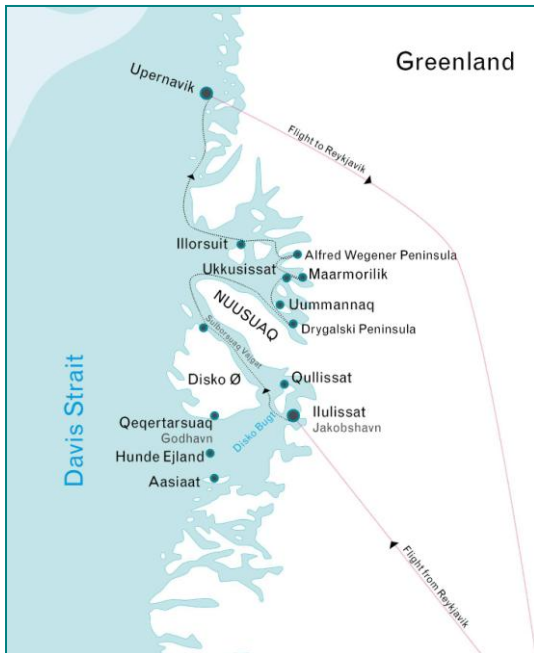 Greenland
Upernavik
Flight to Reykjavik
Illorsuit
Alfred Wegener Peninsula
Ukkusissat
Maarmorilik
NUUSUAQ
Uummannaq
Drygalski Peninsula
Sulborsuaq Vaigat
Disko Ø
Qullissat
Davis Strait
Qeqertarsuaq
Godhavn
Disko Bugt
Ilulissat
Jakobshavn
Hunde Ejland
Aasiaat
Flight from Reykjavik